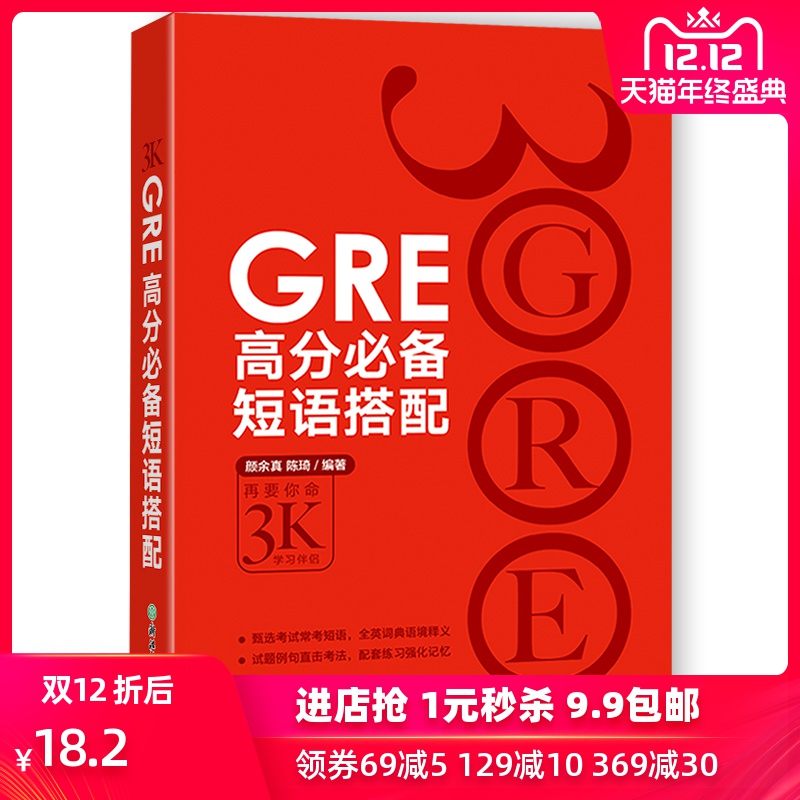 12.12
天猫年终盛典
3K
GRE
高分必备短语搭配
3
G
R
E
GRE
高分必备
短语搭配
颜余真 陈琦/编著
再要你命
3K
学习伴侣
• 甄选考试常考短语,全英词典语境释义
• 试题例句直击考法,配套练习强化记忆
双12折后
¥18.2
进店抢 1元秒杀 9.9包邮
领券69减5 129减10 369减30